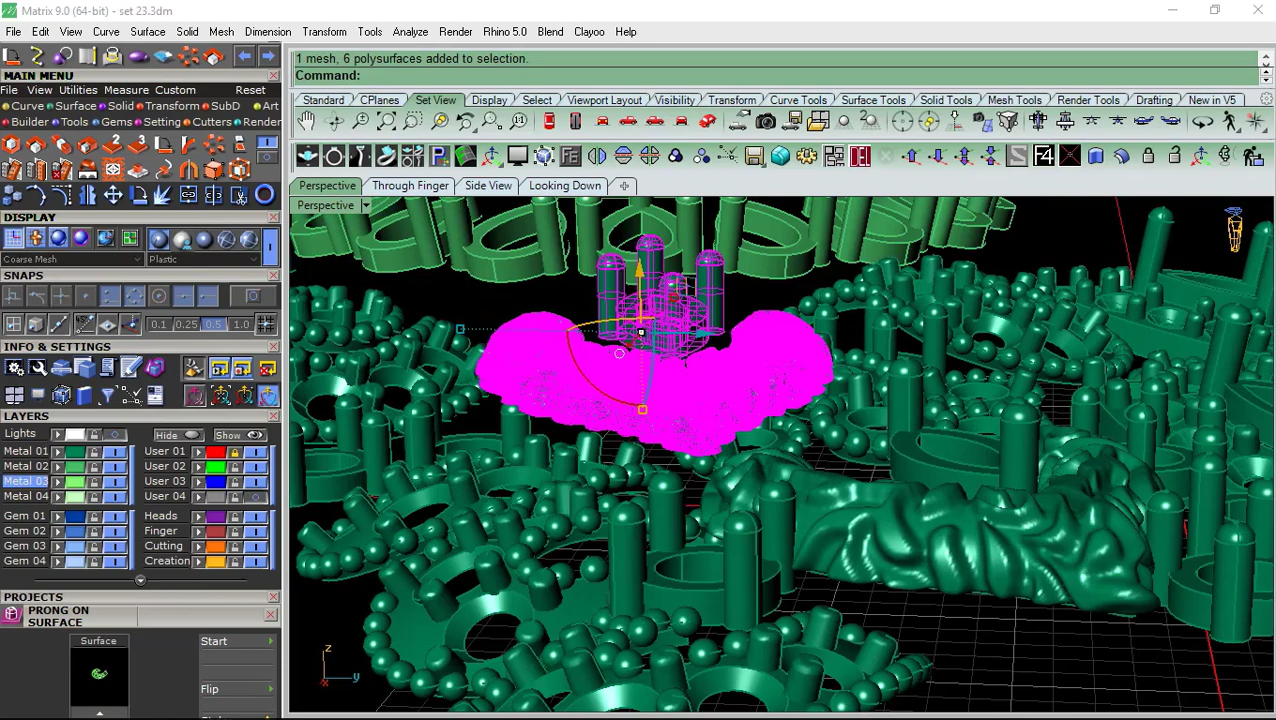 Matrix 9.0 (64-bit) - set 23.3dm
File Edit View Curve Surface Solid Mesh Dimension Transform Tools Analyze Render Rhino 5.0 Blend Clayoo Help
1 mesh, 6 polysurfaces added to selection.
Command:
MAIN MENU
File View Utilities Measure Custom Reset
Curve Surface Solid Transform SubD Art
Builder Tools Gems Setting Cutters Render
Standard CPlanes Set View Display Select Viewport Layout Visibility Transform Curve Tools Surface Tools Solid Tools Mesh Tools Render Tools Drafting New in V5
Perspective Through Finger Side View Looking Down
Perspective
DISPLAY
Coarse Mesh Plastic
SNAPS
0.1 0.25 0.5 1.0
INFO & SETTINGS
LAYERS
Lights Hide Show
Metal 01 User 01
Metal 02 User 02
Metal 03 User 03
Metal 04 User 04
Gem 01 Heads
Gem 02 Finger
Gem 03 Cutting
Gem 04 Creation
PROJECTS
PRONG ON
SURFACE
Surface Start
Flip
z
y
x